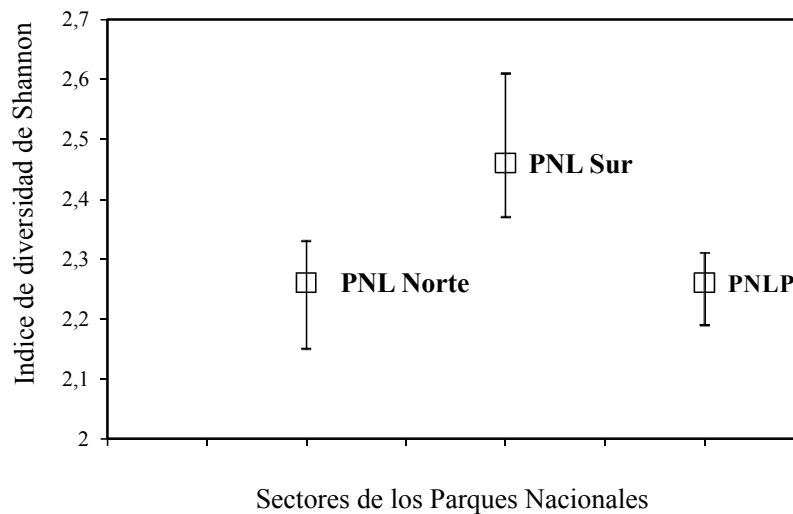 Indice de diversidad de Shannon
2,7
2,6
2,5
2,4
2,3
2,2
2,1
2
PNL Sur
PNL Norte
PNLP
Sectores de los Parques Nacionales